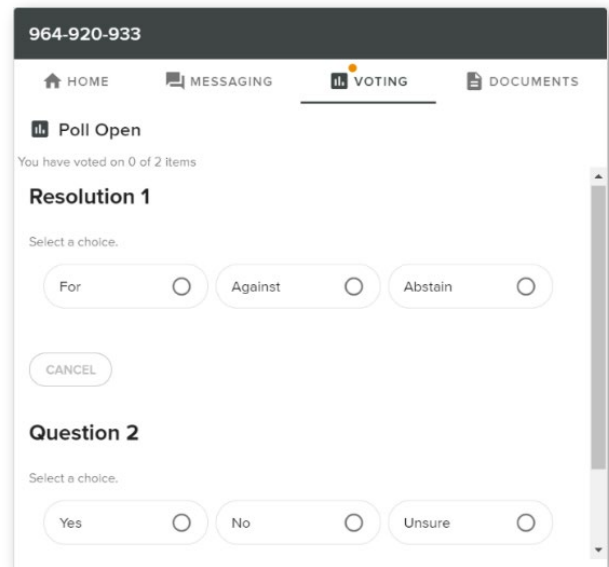 964-920-933
HOME MESSAGING VOTING DOCUMENTS
Poll Open
You have voted on 0 of 2 items
Resolution 1
Select a choice.
For Against Abstain
CANCEL
Question 2
Select a choice.
Yes No Unsure